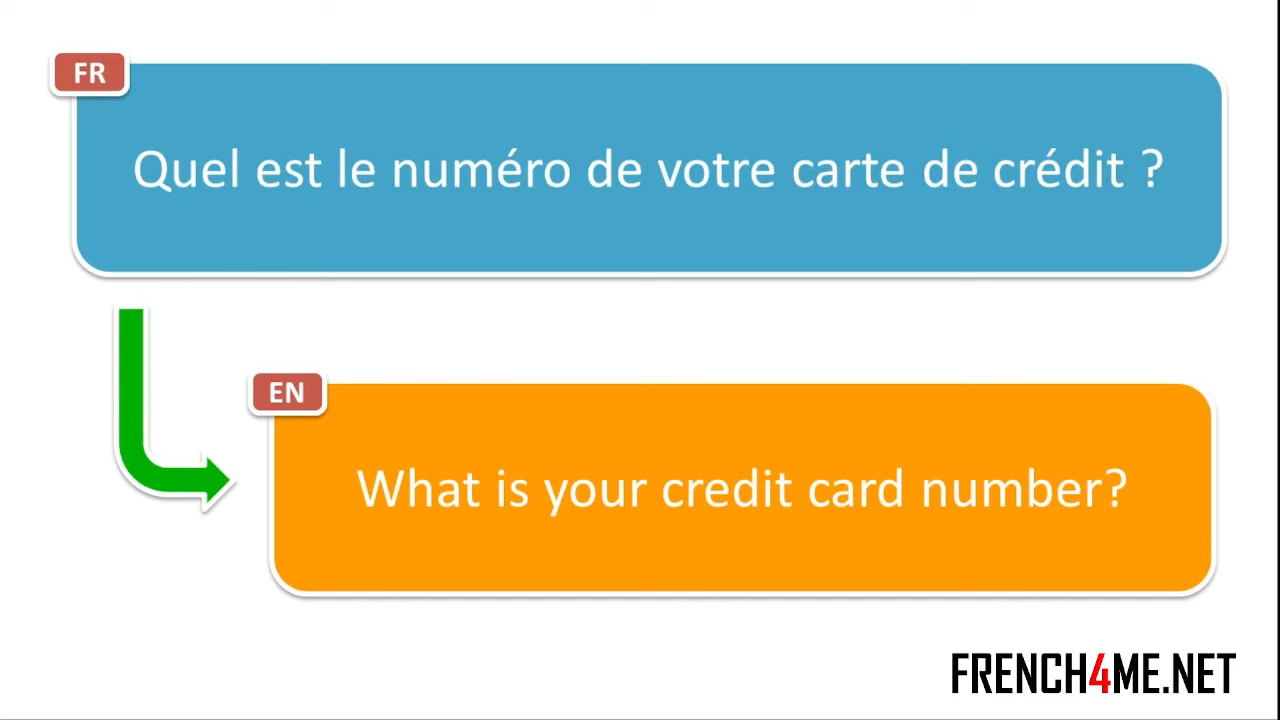 FR
Quel est le numéro de votre carte de crédit ?
EN
What is your credit card number?
FRENCH4ME.NET